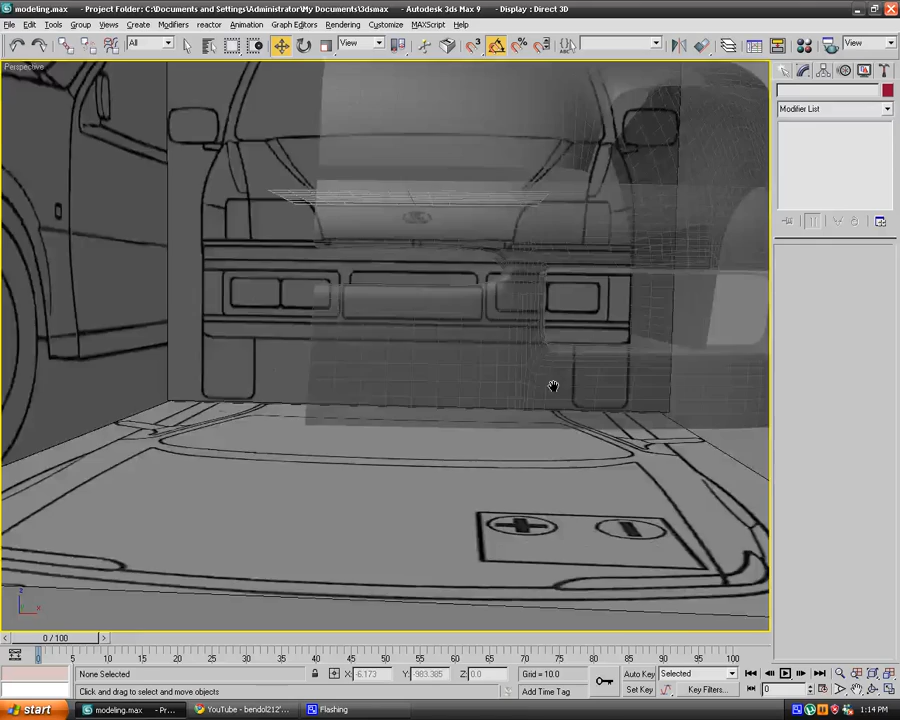 modeling.max - Project Folder: C:\Documents and Settings\Administrator\My Documents\3dsmax - Autodesk 3ds Max 9 - Display : Direct 3D
File Edit Tools Group Views Create Modifiers reactor Animation Graph Editors Rendering Customize MAXScript Help
All View View
Perspective
Modifier List
0 / 100
0 5 10 15 20 25 30 35 40 45 50 55 60 65 70 75 80 85 90 95 100
None Selected X: -6.173 Y: -983.385 Z: 0.0 Grid = 10.0 Auto Key Selected
Click and drag to select and move objects Add Time Tag Set Key Key Filters... 0
start modeling.max - Pr... YouTube - bendol212'... Flashing 1:14 PM